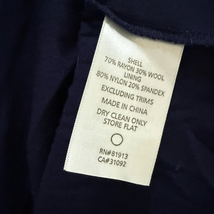 SHELL
70% RAYON 30% WOOL
LINING
80% NYLON 20% SPANDEX
EXCLUDING TRIMS
MADE IN CHINA
DRY CLEAN ONLY
STORE FLAT
RN#81913
CA#31092